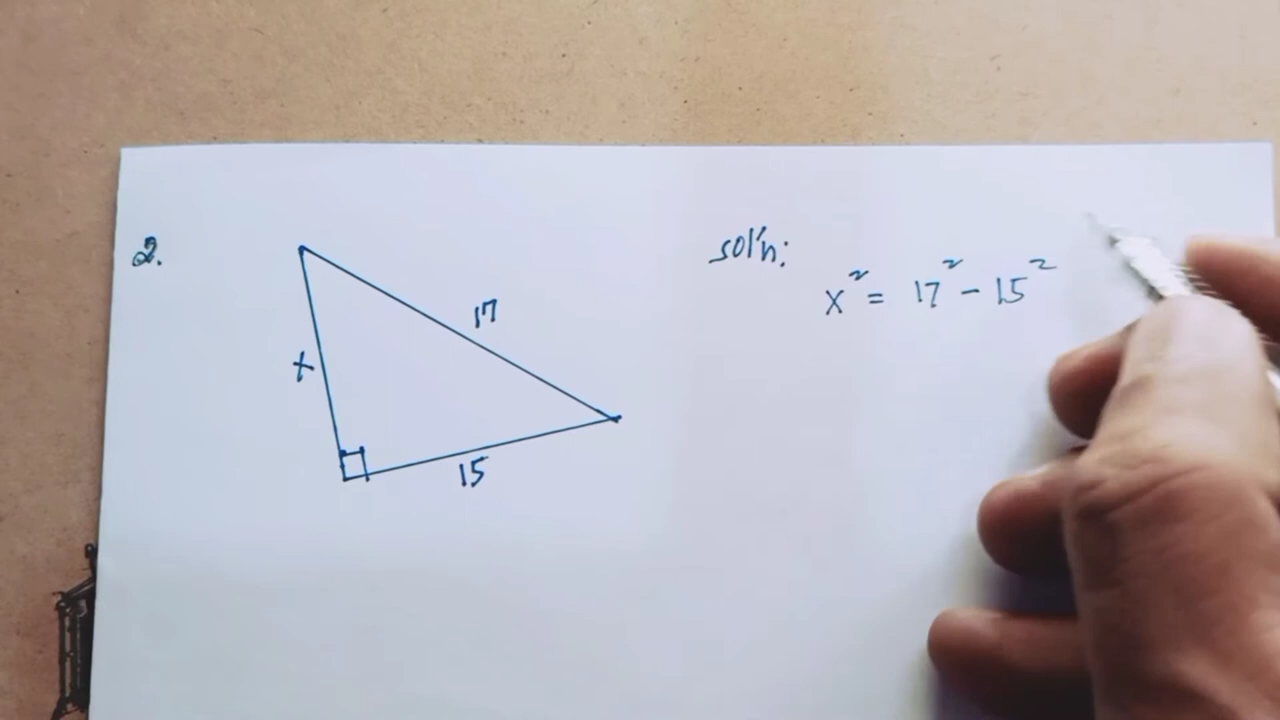 2.
17
x
15
sol'n:
x² = 17² - 15²